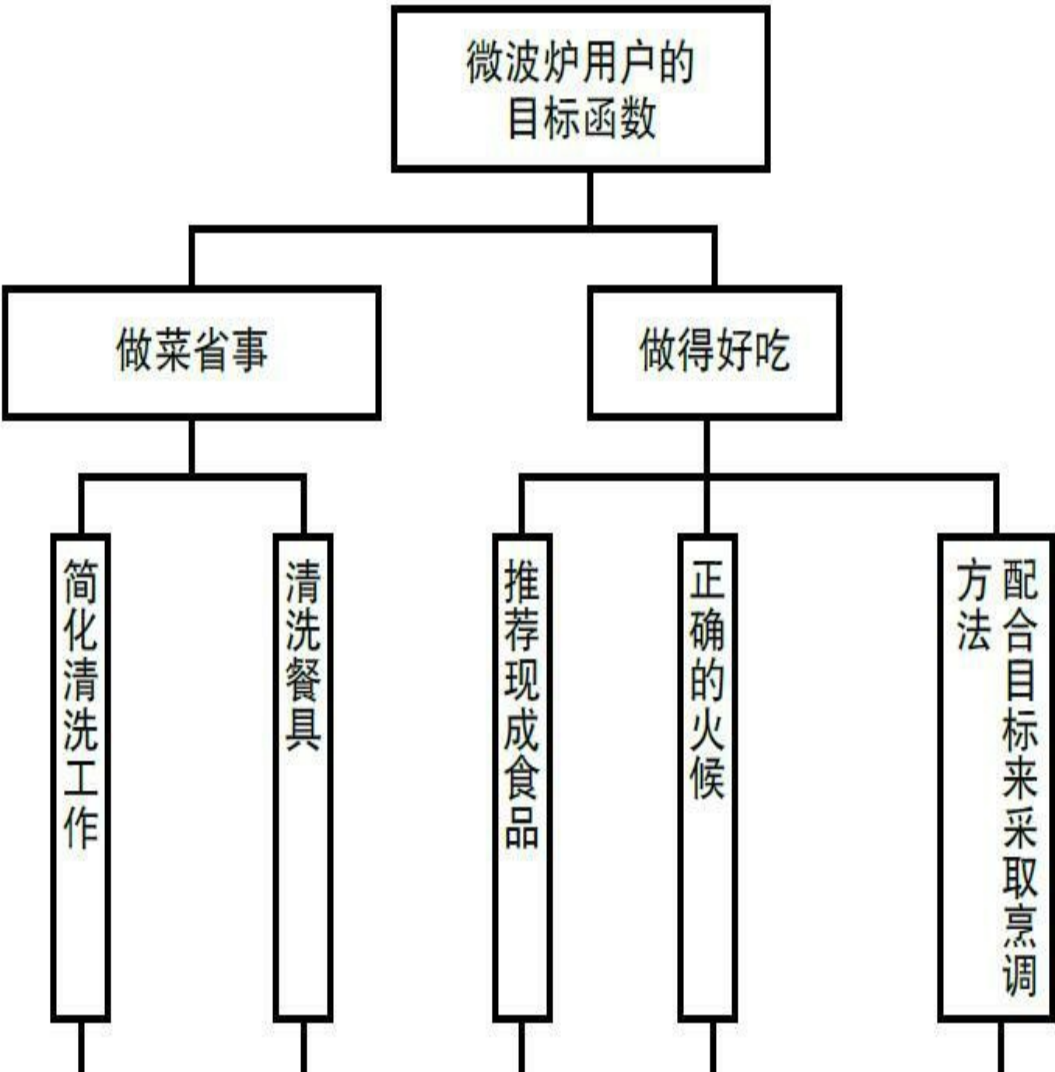 微波炉用户的
目标函数
做菜省事
做得好吃
简化清洗工作
清洗餐具
推荐现成食品
正确的火候
配合目标来采取烹调
方法